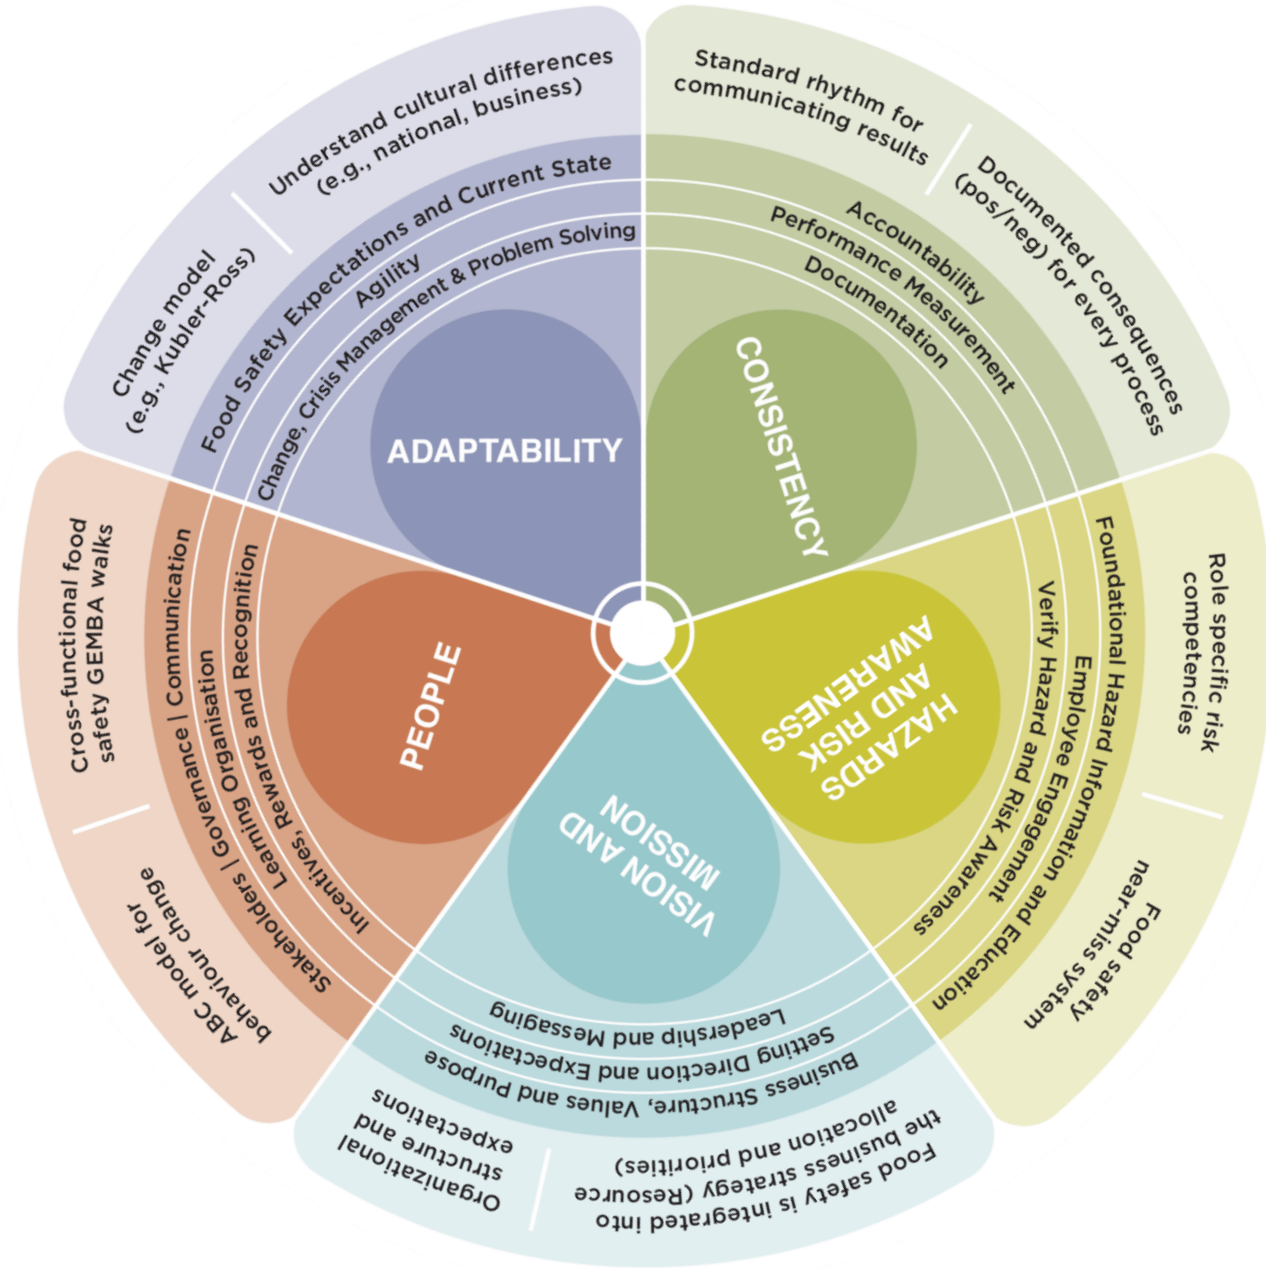 Understand cultural differences
(e.g., national, business)
Change model
(e.g., Kubler-Ross)
Food Safety Expectations and Current State
Agility
Change, Crisis Management & Problem Solving
ADAPTABILITY
Standard rhythm for
communicating results
Documented consequences
(pos/neg) for every process
Accountability
Performance Measurement
Documentation
CONSISTENCY
Role specific risk
competencies
Food safety
near-miss system
Foundational Hazard Information and Education
Employee Engagement
Verify Hazard and Risk Awareness
HAZARDS
AND RISK
AWARENESS
Food safety is integrated into
the business strategy (Resource
allocation and priorities)
Organizational
structure and
expectations
Business Structure, Values and Purpose
Setting Direction and Expectations
Leadership and Messaging
VISION AND
MISSION
ABC model for
behaviour change
Cross-functional food
safety GEMBA walks
Stakeholders | Governance | Communication
Learning Organisation
Incentives, Rewards and Recognition
PEOPLE